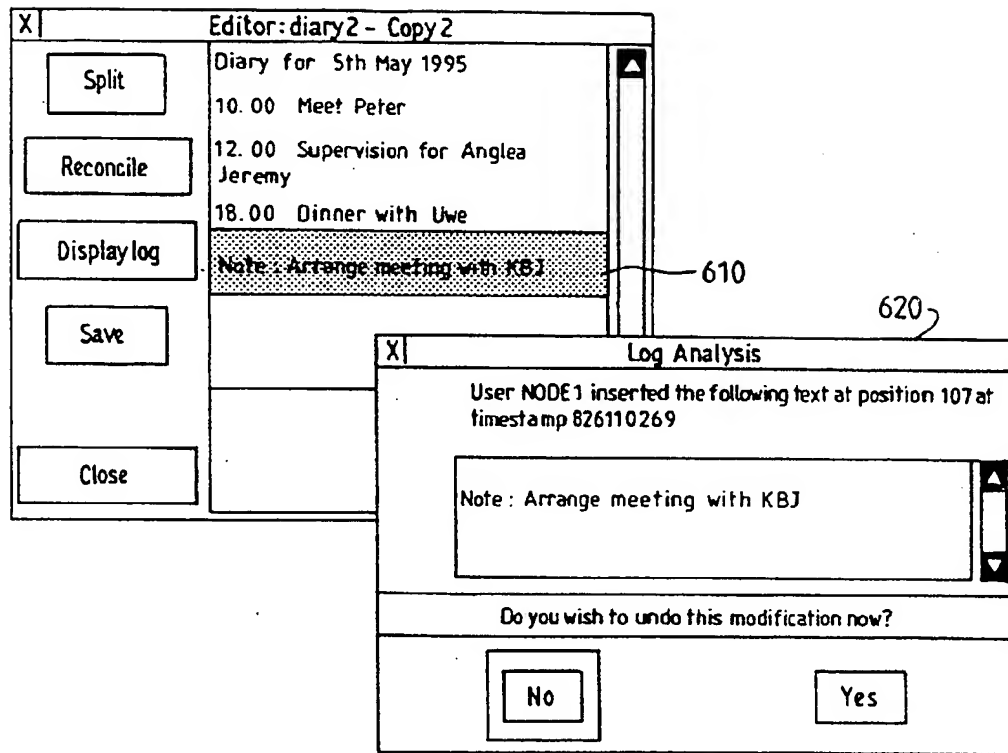 X
Editor: diary2 - Copy 2
Split
Reconcile
Display log
Save
Close
Diary for 5th May 1995
10.00 Meet Peter
12.00 Supervision for Anglea
Jeremy
18.00 Dinner with Uwe
Note : Arrange meeting with KBJ
610
620
X
Log Analysis
User NODE1 inserted the following text at position 107 at
timestamp 826110269
Note : Arrange meeting with KBJ
Do you wish to undo this modification now?
No
Yes